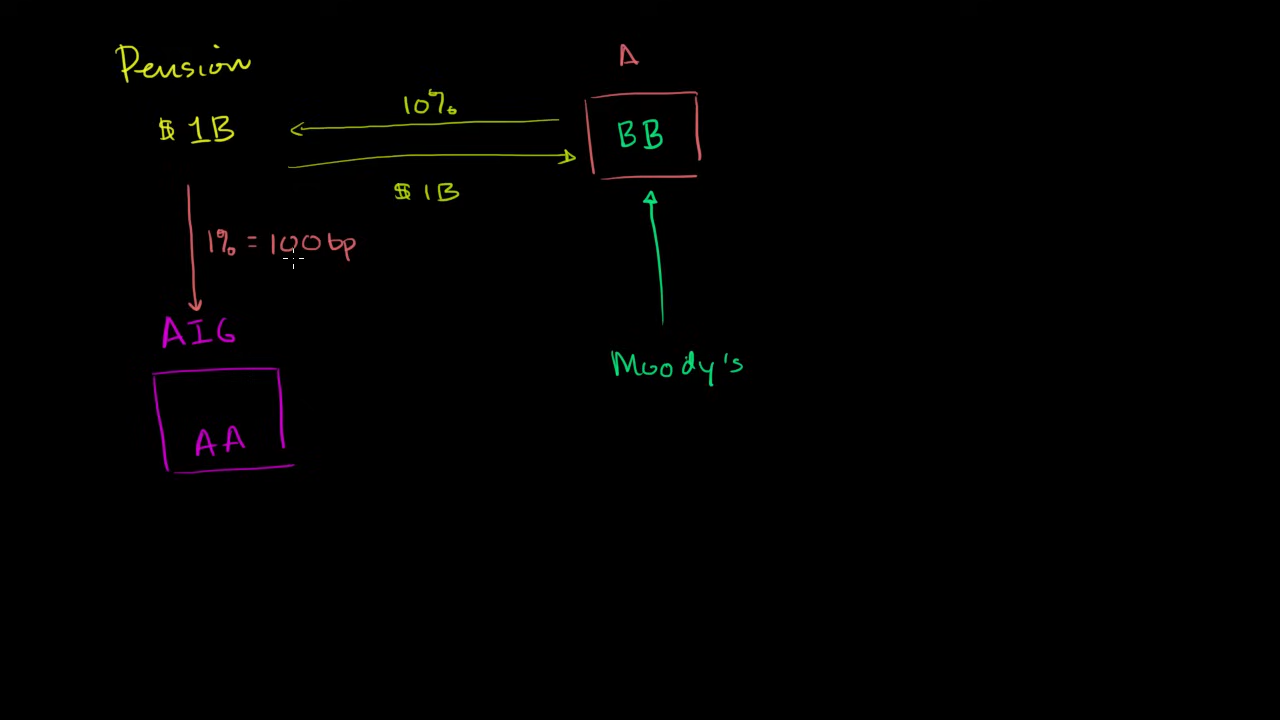 Pension
$ 1B
10%
$ 1B
A
BB
1% = 100bp
AIG
AA
Moody's